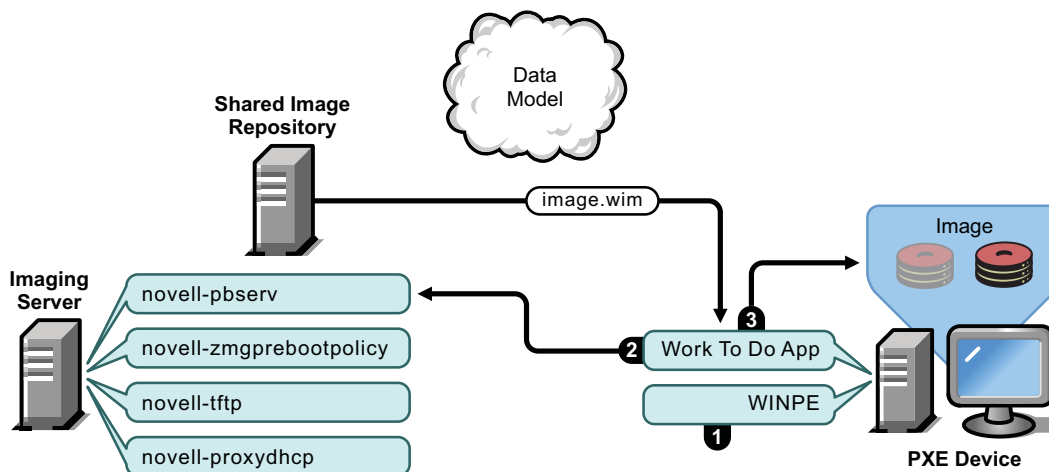 Data
Model
Shared Image
Repository
image.wim
Image
Imaging
Server
novell-pbserv
3
novell-zmgprebootpolicy
2
Work To Do App
novell-tftp
WINPE
1
novell-proxydhcp
PXE Device